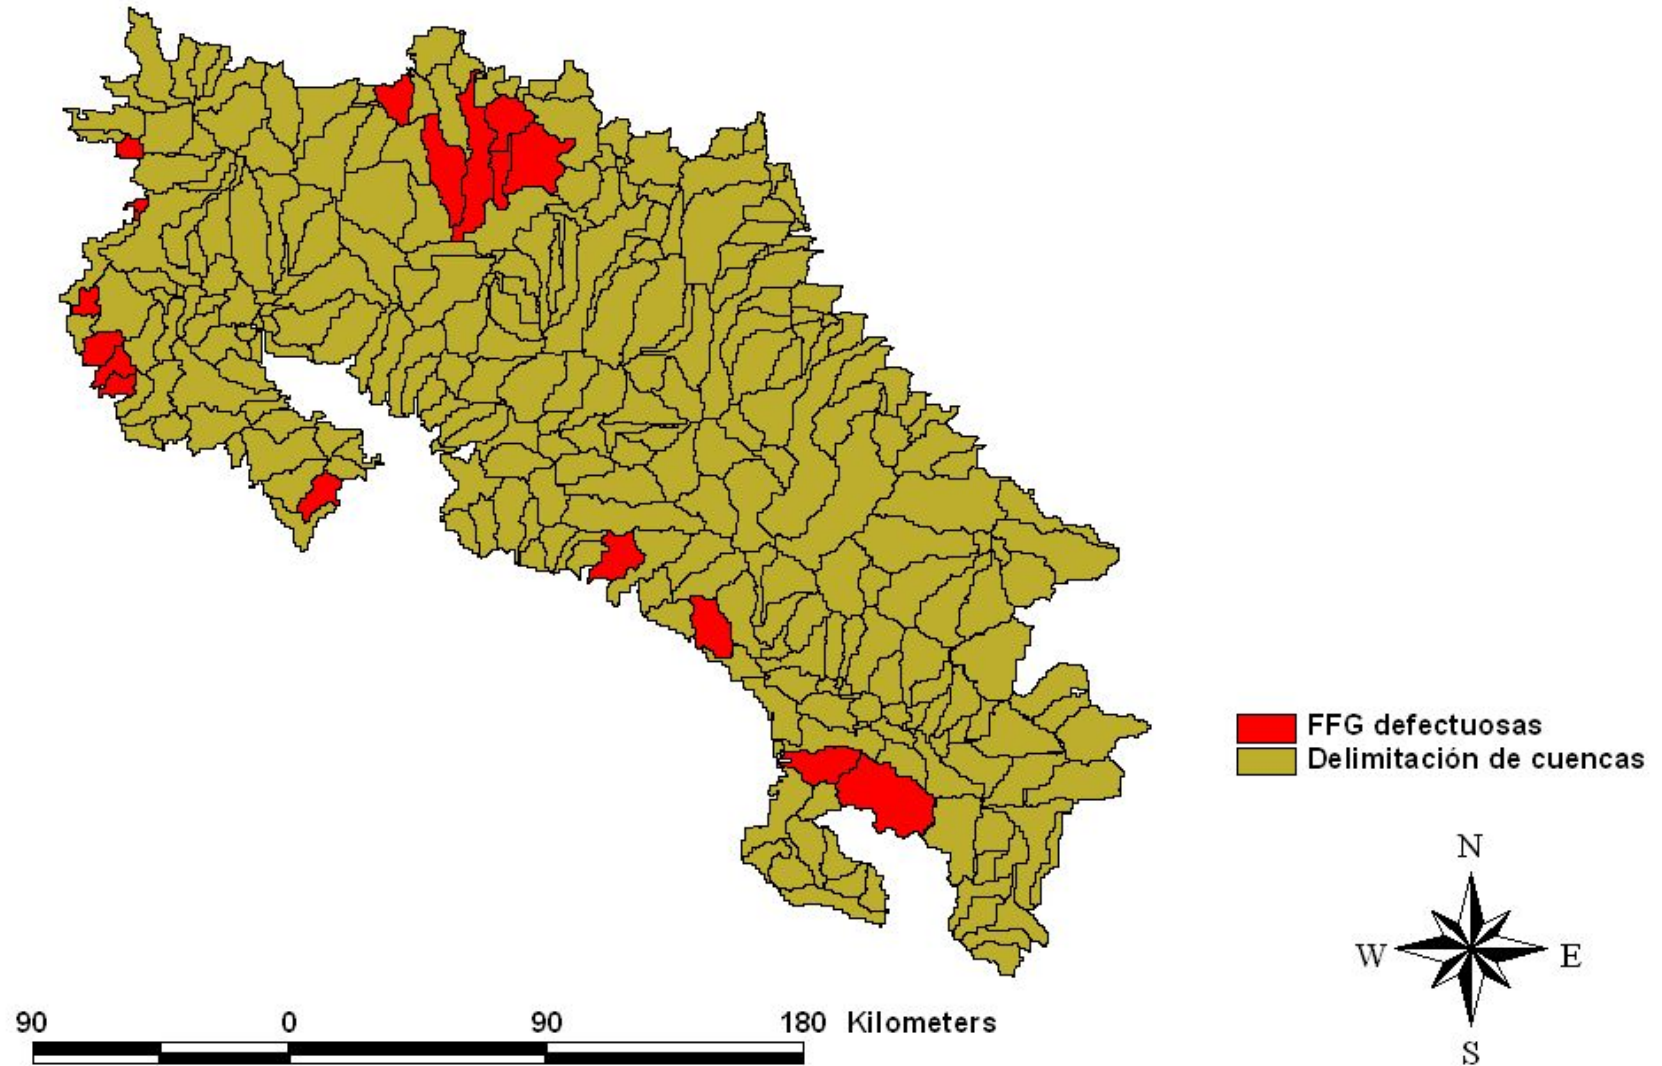 FFG defectuosas
Delimitación de cuencas
N
W E
S
90 0 90 180 Kilometers